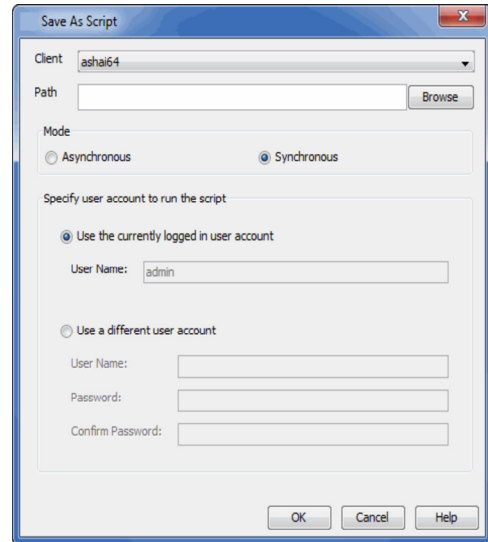 Save As Script
Client ashai64
Path Browse
Mode
Asynchronous Synchronous
Specify user account to run the script
Use the currently logged in user account
User Name: admin
Use a different user account
User Name:
Password:
Confirm Password:
OK Cancel Help